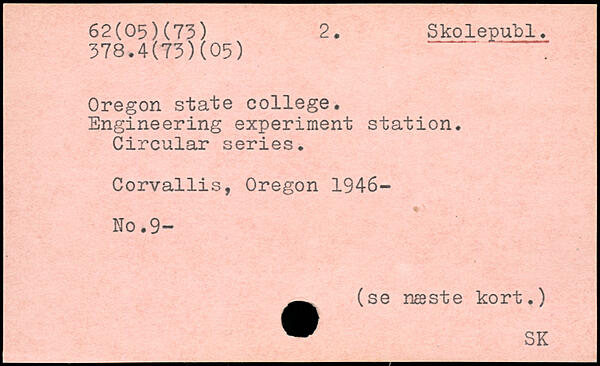 62(05)(73) 2. Skolepubl.
378.4(73)(05)
Oregon state college.
Engineering experiment station.
Circular series.
Corvallis, Oregon 1946-
No.9-
(se næste kort.)
SK